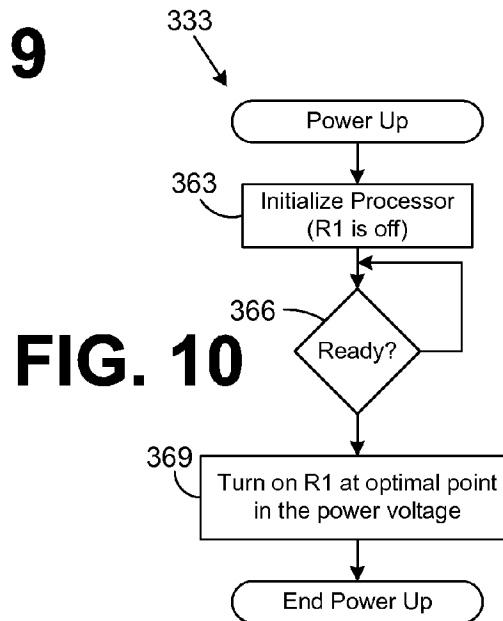 9
333
Power Up
363
Initialize Processor
(R1 is off)
366
Ready?
FIG. 10
369
Turn on R1 at optimal point
in the power voltage
End Power Up